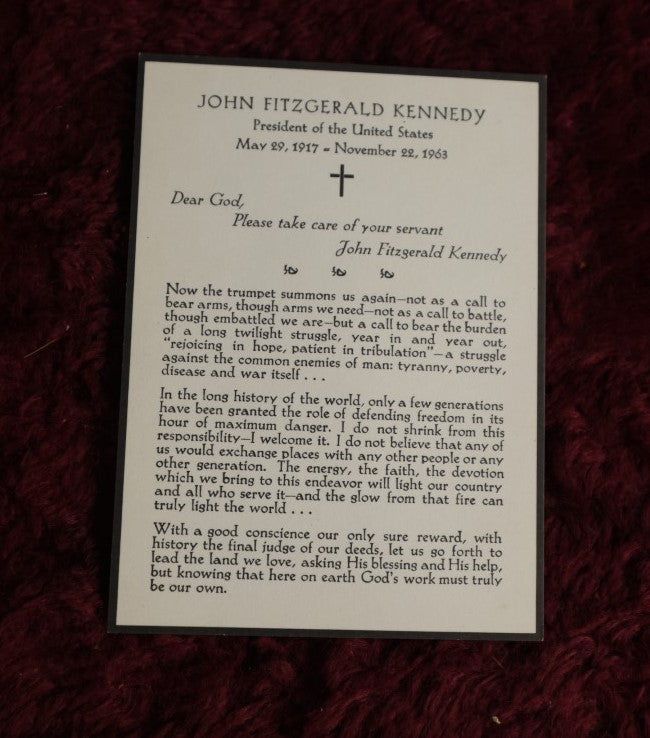 JOHN FITZGERALD KENNEDY
President of the United States
May 29, 1917 - November 22, 1963
Dear God,
Please take care of your servant
John Fitzgerald Kennedy
Now the trumpet summons us again—not as a call to
bear arms, though arms we need—not as a call to battle,
though embattled we are—but a call to bear the burden
of a long twilight struggle, year in and year out,
"rejoicing in hope, patient in tribulation"—a struggle
against the common enemies of man: tyranny, poverty,
disease and war itself . . .
In the long history of the world, only a few generations
have been granted the role of defending freedom in its
hour of maximum danger. I do not shrink from this
responsibility—I welcome it. I do not believe that any of
us would exchange places with any other people or any
other generation. The energy, the faith, the devotion
which we bring to this endeavor will light our country
and all who serve it—and the glow from that fire can
truly light the world . . .
With a good conscience our only sure reward, with
history the final judge of our deeds, let us go forth to
lead the land we love, asking His blessing and His help,
but knowing that here on earth God's work must truly
be our own.